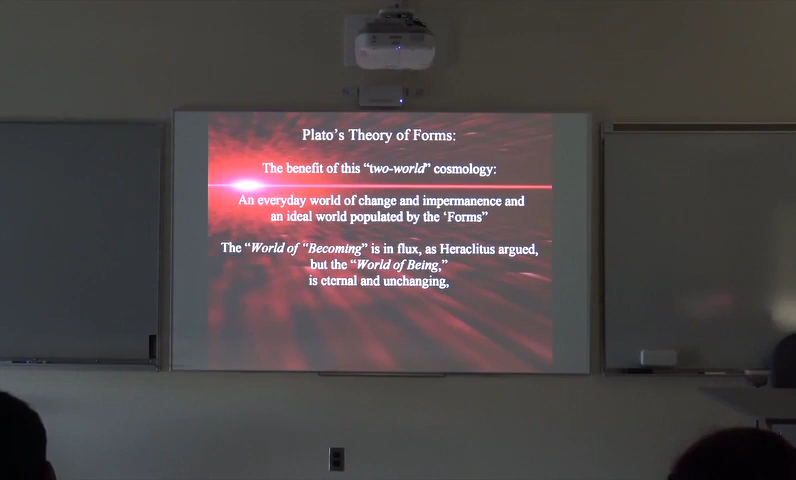 Plato's Theory of Forms:
The benefit of this “two-world” cosmology:
An everyday world of change and impermanence and
an ideal world populated by the ‘Forms”
The “World of “Becoming” is in flux, as Heraclitus argued,
but the “World of Being,”
is eternal and unchanging,